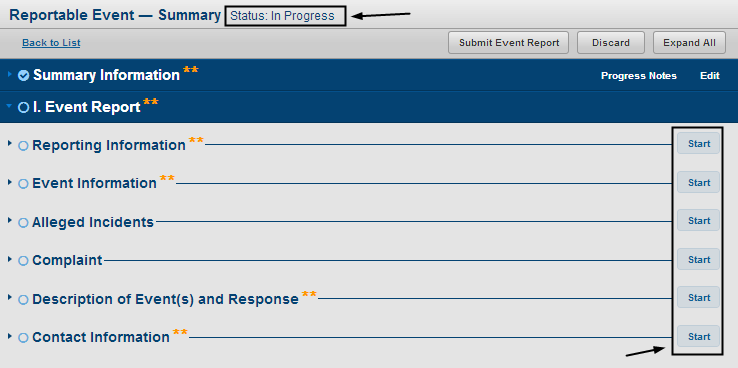 Reportable Event — Summary Status: In Progress
Back to List Submit Event Report Discard Expand All
Summary Information ** Progress Notes Edit
I. Event Report **
Reporting Information ** Start
Event Information ** Start
Alleged Incidents Start
Complaint Start
Description of Event(s) and Response ** Start
Contact Information ** Start